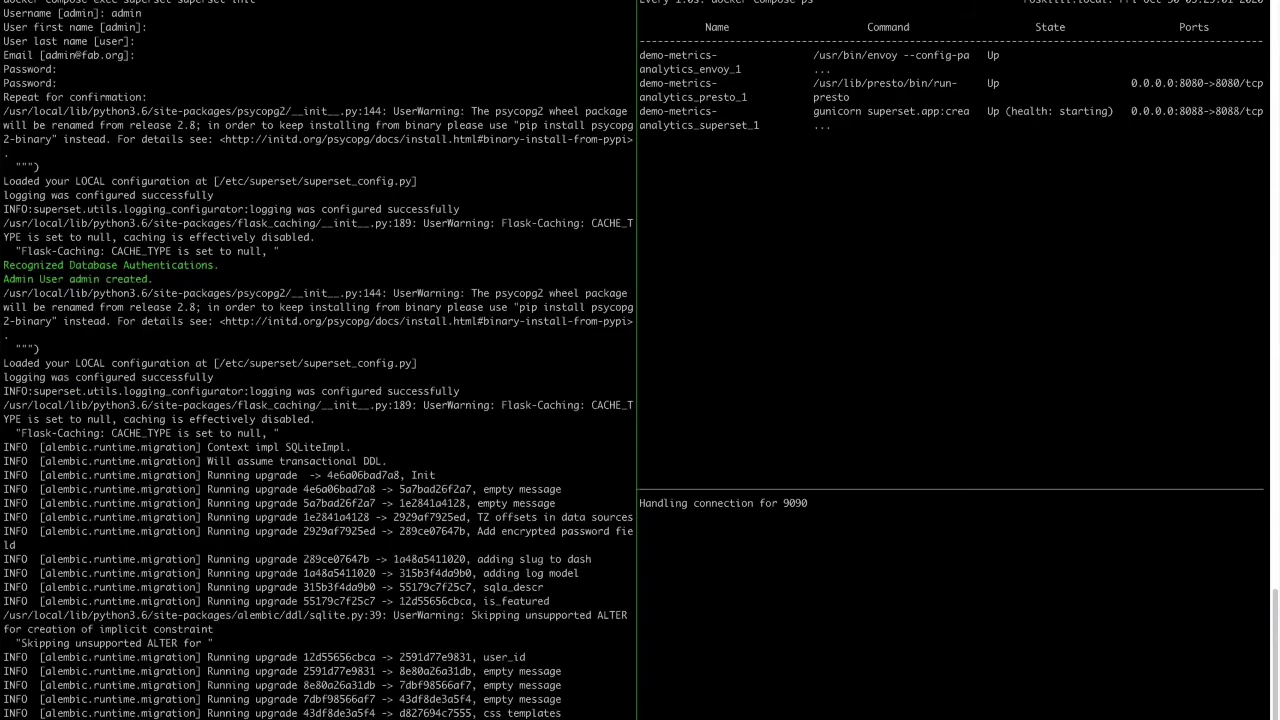 docker compose exec superset superset-init
Username [admin]: admin
User first name [admin]:
User last name [user]:
Email [admin@fab.org]:
Password:
Password:
Repeat for confirmation:
/usr/local/lib/python3.6/site-packages/psycopg2/__init__.py:144: UserWarning: The psycopg2 wheel package
will be renamed from release 2.8; in order to keep installing from binary please use "pip install psycopg
2-binary" instead. For details see: <http://initd.org/psycopg/docs/install.html#binary-install-from-pypi>
.
  """)
Loaded your LOCAL configuration at [/etc/superset/superset_config.py]
logging was configured successfully
INFO:superset.utils.logging_configurator:logging was configured successfully
/usr/local/lib/python3.6/site-packages/flask_caching/__init__.py:189: UserWarning: Flask-Caching: CACHE_T
YPE is set to null, caching is effectively disabled.
  "Flask-Caching: CACHE_TYPE is set to null, "
Recognized Database Authentications.
Admin User admin created.
/usr/local/lib/python3.6/site-packages/psycopg2/__init__.py:144: UserWarning: The psycopg2 wheel package
will be renamed from release 2.8; in order to keep installing from binary please use "pip install psycopg
2-binary" instead. For details see: <http://initd.org/psycopg/docs/install.html#binary-install-from-pypi>
.
  """)
Loaded your LOCAL configuration at [/etc/superset/superset_config.py]
logging was configured successfully
INFO:superset.utils.logging_configurator:logging was configured successfully
/usr/local/lib/python3.6/site-packages/flask_caching/__init__.py:189: UserWarning: Flask-Caching: CACHE_T
YPE is set to null, caching is effectively disabled.
  "Flask-Caching: CACHE_TYPE is set to null, "
INFO  [alembic.runtime.migration] Context impl SQLiteImpl.
INFO  [alembic.runtime.migration] Will assume transactional DDL.
INFO  [alembic.runtime.migration] Running upgrade  -> 4e6a06bad7a8, Init
INFO  [alembic.runtime.migration] Running upgrade 4e6a06bad7a8 -> 5a7bad26f2a7, empty message
INFO  [alembic.runtime.migration] Running upgrade 5a7bad26f2a7 -> 1e2841a4128, empty message
INFO  [alembic.runtime.migration] Running upgrade 1e2841a4128 -> 2929af7925ed, TZ offsets in data sources
INFO  [alembic.runtime.migration] Running upgrade 2929af7925ed -> 289ce07647b, Add encrypted password fie
ld
INFO  [alembic.runtime.migration] Running upgrade 289ce07647b -> 1a48a5411020, adding slug to dash
INFO  [alembic.runtime.migration] Running upgrade 1a48a5411020 -> 315b3f4da9b0, adding log model
INFO  [alembic.runtime.migration] Running upgrade 315b3f4da9b0 -> 55179c7f25c7, sqla_descr
INFO  [alembic.runtime.migration] Running upgrade 55179c7f25c7 -> 12d55656cbca, is_featured
/usr/local/lib/python3.6/site-packages/alembic/ddl/sqlite.py:39: UserWarning: Skipping unsupported ALTER
for creation of implicit constraint
  "Skipping unsupported ALTER for "
INFO  [alembic.runtime.migration] Running upgrade 12d55656cbca -> 2591d77e9831, user_id
INFO  [alembic.runtime.migration] Running upgrade 2591d77e9831 -> 8e80a26a31db, empty message
INFO  [alembic.runtime.migration] Running upgrade 8e80a26a31db -> 7dbf98566af7, empty message
INFO  [alembic.runtime.migration] Running upgrade 7dbf98566af7 -> 43df8de3a5f4, empty message
INFO  [alembic.runtime.migration] Running upgrade 43df8de3a5f4 -> d827694c7555, css templates
Every 1.0s: docker compose ps
Name Command State Ports
--------------------------------------------------------------------------------------------------------
demo-metrics- /usr/bin/envoy --config-pa Up
analytics_envoy_1 ...
demo-metrics- /usr/lib/presto/bin/run- Up 0.0.0.0:8080->8080/tcp
analytics_presto_1 presto
demo-metrics- gunicorn superset.app:crea Up (health: starting) 0.0.0.0:8088->8088/tcp
analytics_superset_1 ...
Handling connection for 9090